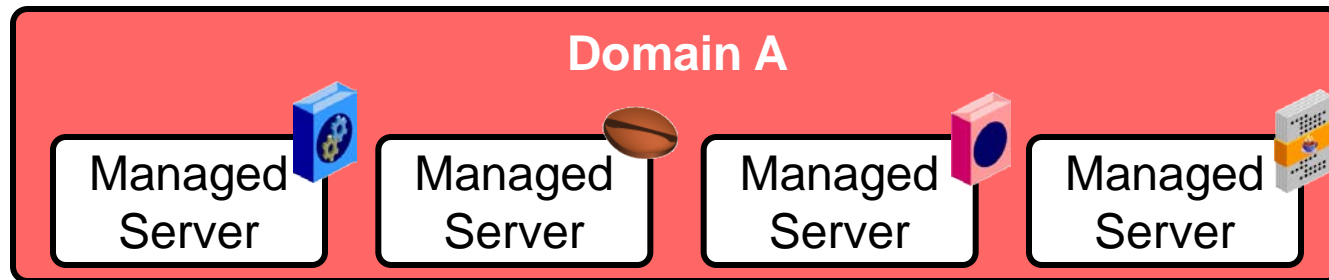 Domain A
Managed
Server
Managed
Server
Managed
Server
Managed
Server